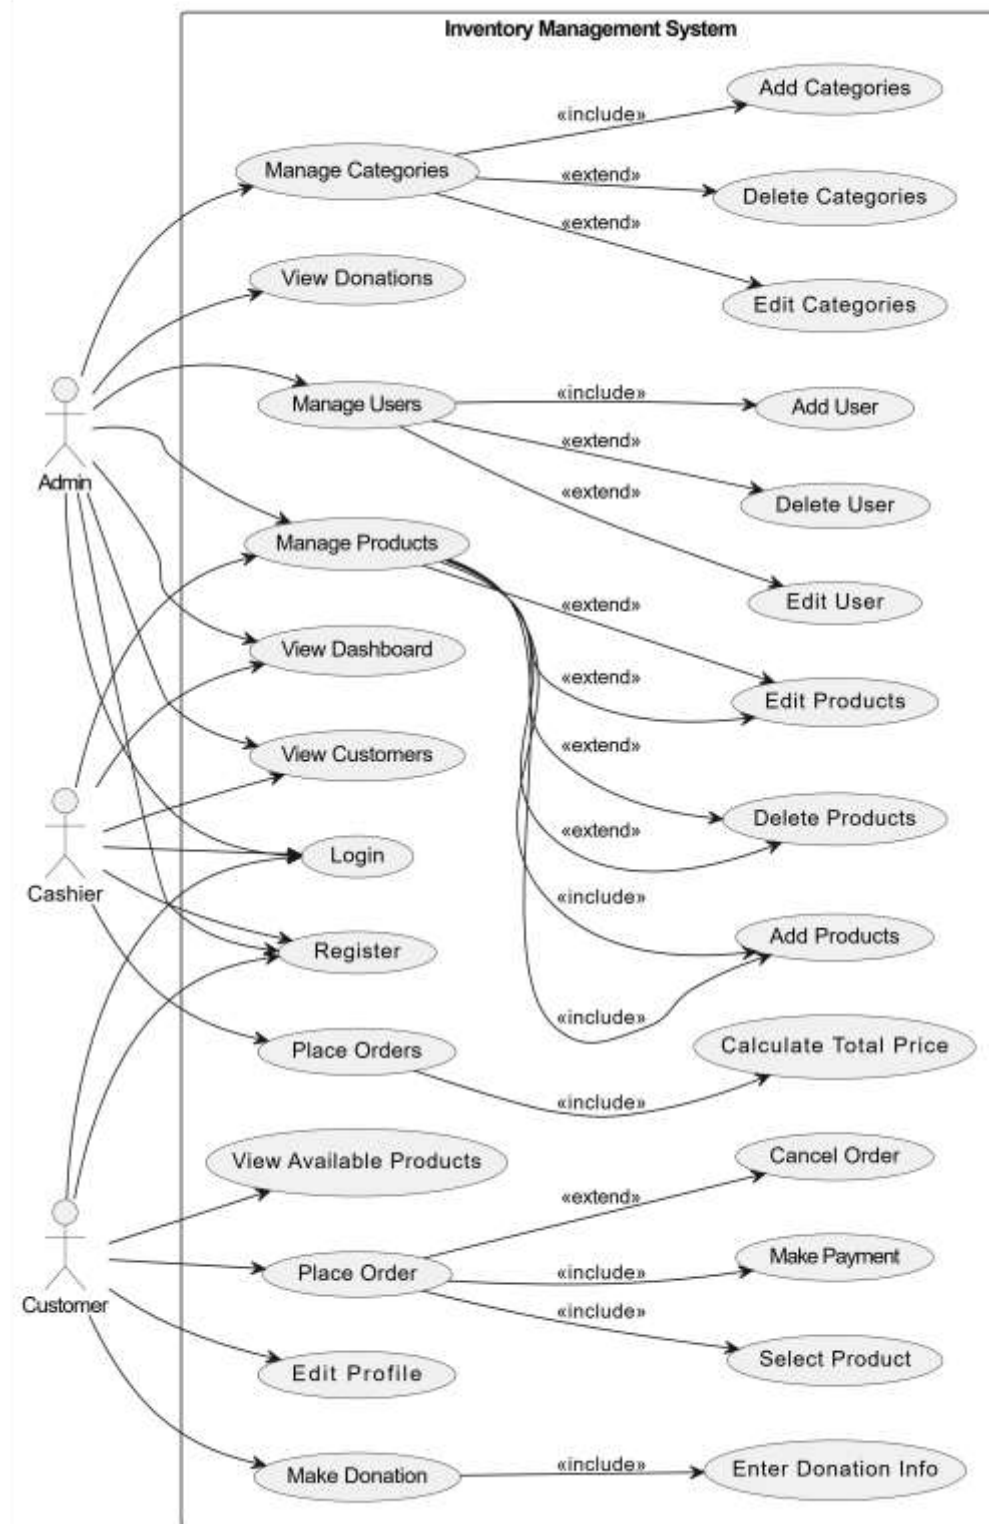 Inventory Management System
Add Categories
«include»
Manage Categories
«extend»
Delete Categories
«extend»
View Donations
Edit Categories
«include»
Manage Users
Add User
«extend»
Admin
«extend»
Delete User
Manage Products
Edit User
«extend»
View Dashboard
«extend»
Edit Products
View Customers
«extend»
Delete Products
«extend»
Login
Cashier
«include»
Add Products
Register
«include»
Place Orders
Calculate Total Price
«include»
View Available Products
Cancel Order
«extend»
Make Payment
Place Order
«include»
Customer
«include»
Select Product
Edit Profile
«include»
Make Donation
Enter Donation Info